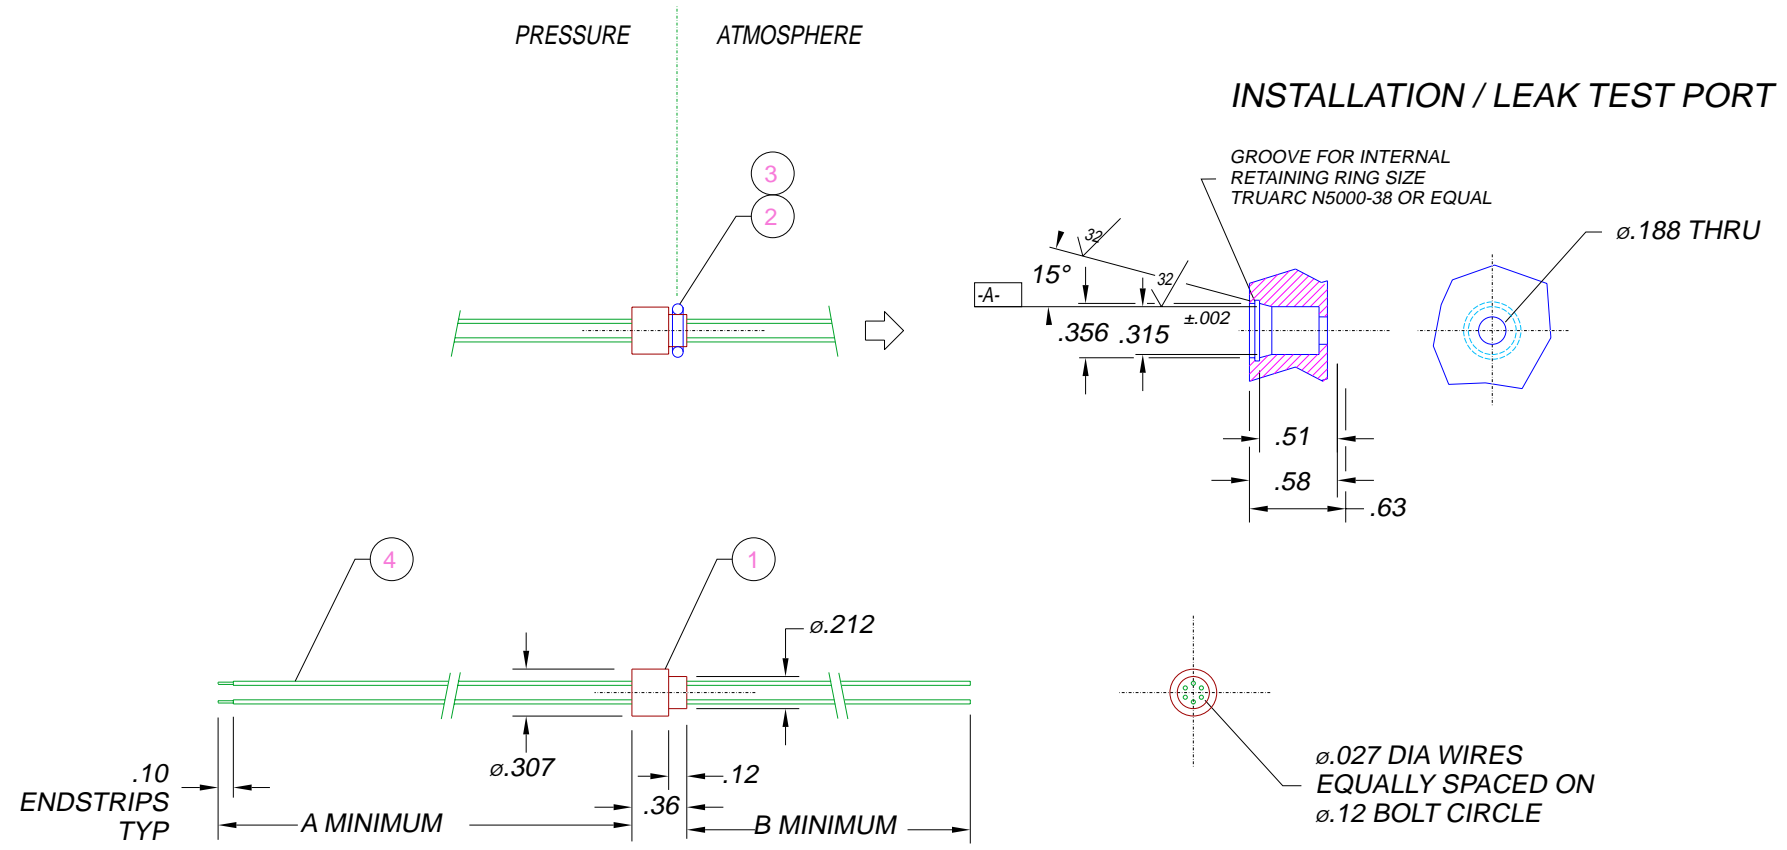 PRESSURE
ATMOSPHERE
INSTALLATION / LEAK TEST PORT
GROOVE FOR INTERNAL
RETAINING RING SIZE
TRUARC N5000-38 OR EQUAL
3
2
ø.188 THRU
32
15°
32
-A-
±.002
.356
.315
.51
.58
.63
4
1
ø.212
ø.307
.12
.36
.10
ENDSTRIPS
TYP
A MINIMUM
B MINIMUM
ø.027 DIA WIRES
EQUALLY SPACED ON
ø.12 BOLT CIRCLE